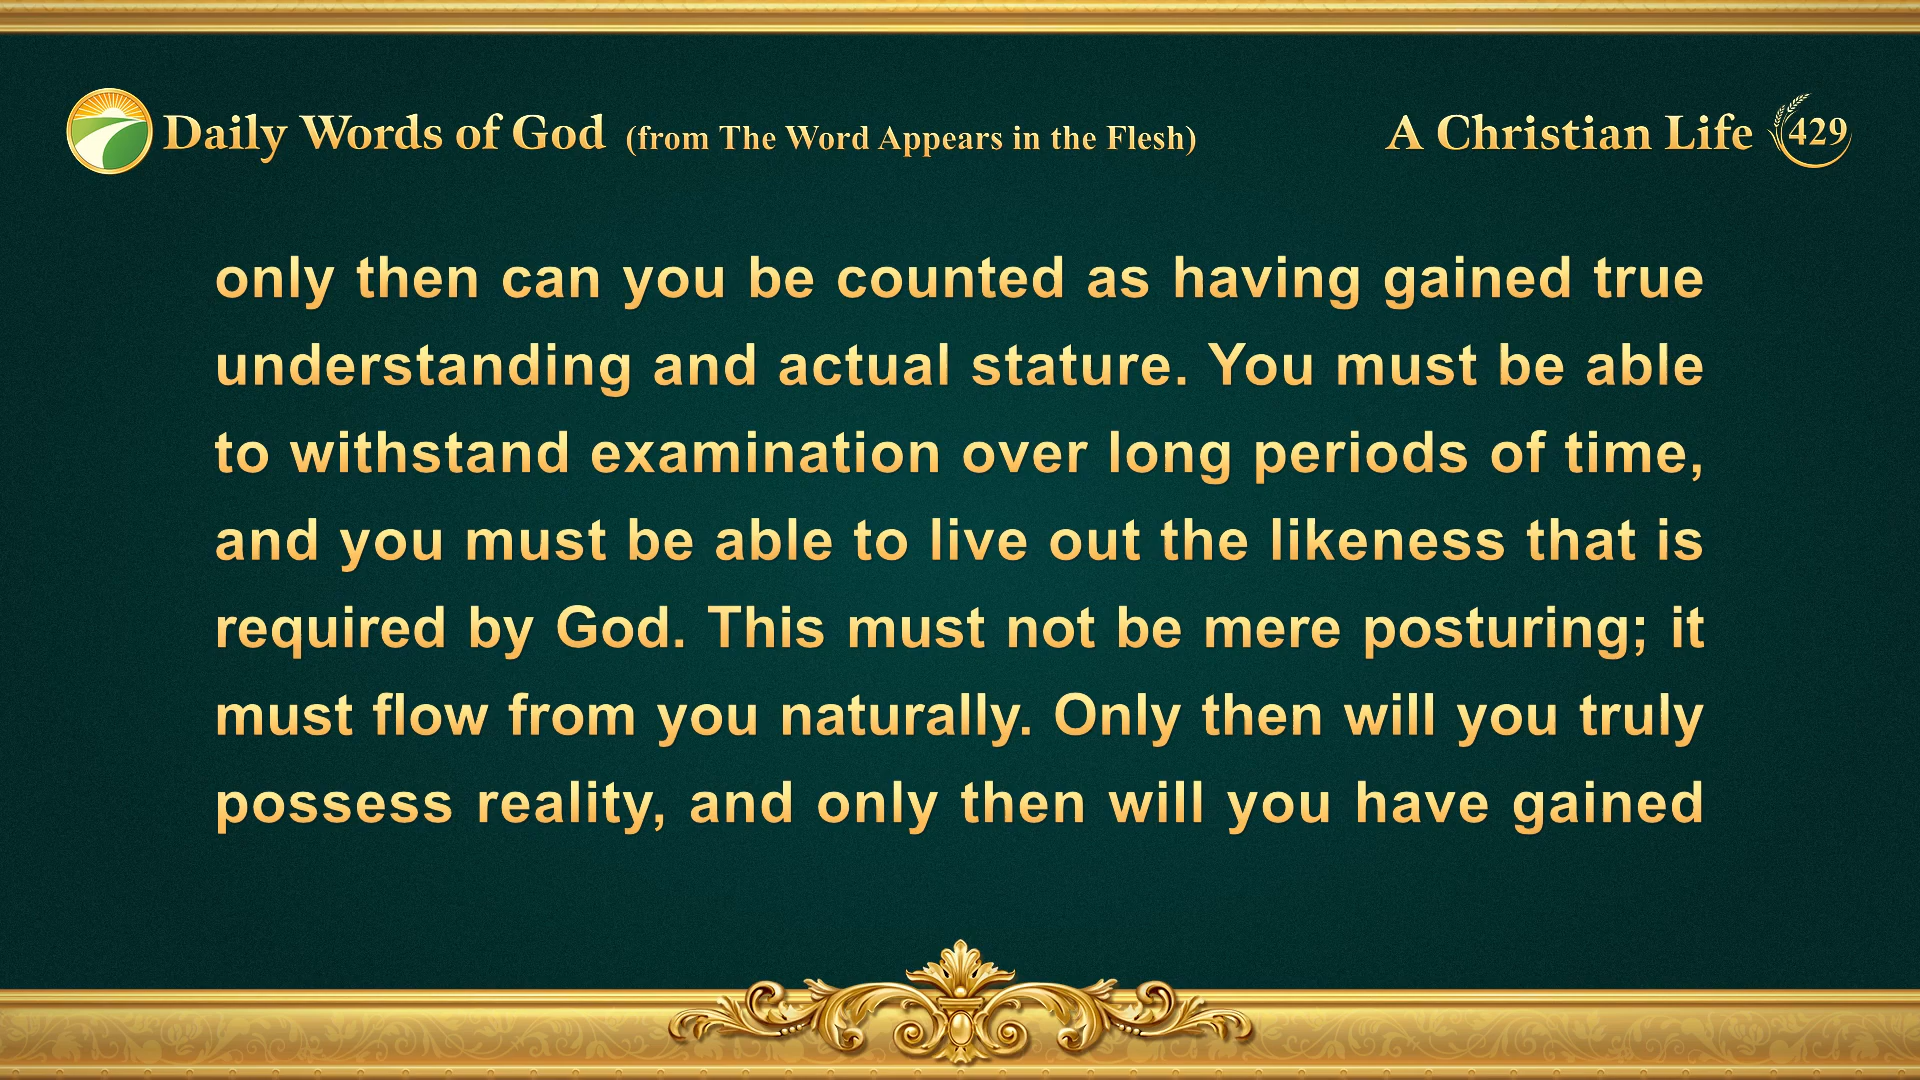 Daily Words of God (from The Word Appears in the Flesh)
A Christian Life 429
only then can you be counted as having gained true
understanding and actual stature. You must be able
to withstand examination over long periods of time,
and you must be able to live out the likeness that is
required by God. This must not be mere posturing; it
must flow from you naturally. Only then will you truly
possess reality, and only then will you have gained